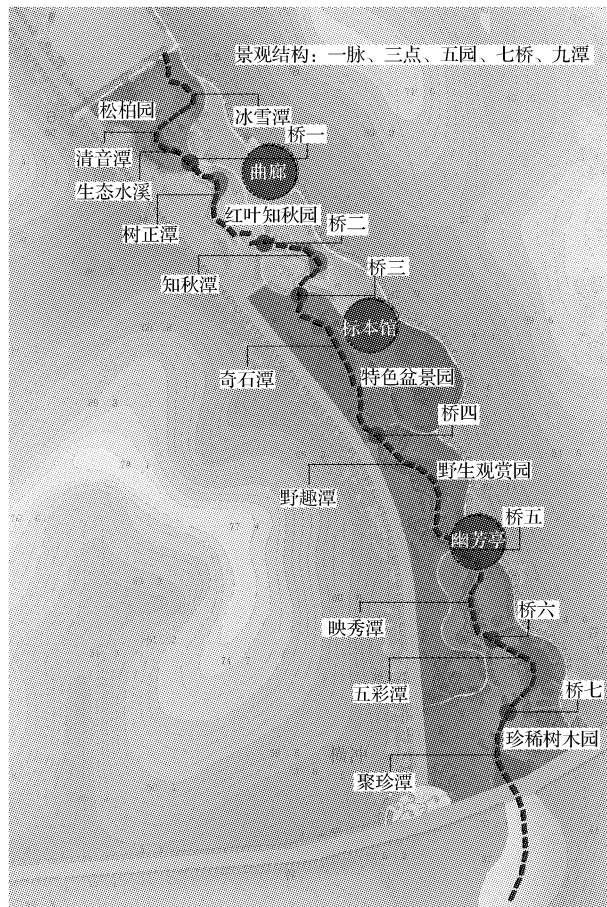 景观结构：一脉、三点、五园、七桥、九潭
松柏园
冰雪潭
桥一
清音潭
曲廊
生态水溪
红叶知秋园
桥二
树正潭
桥三
知秋潭
标本馆
奇石潭
特色盆景园
桥四
野生观赏园
野趣潭
桥五
幽芳亭
桥六
映秀潭
五彩潭
桥七
珍稀树木园
聚珍潭